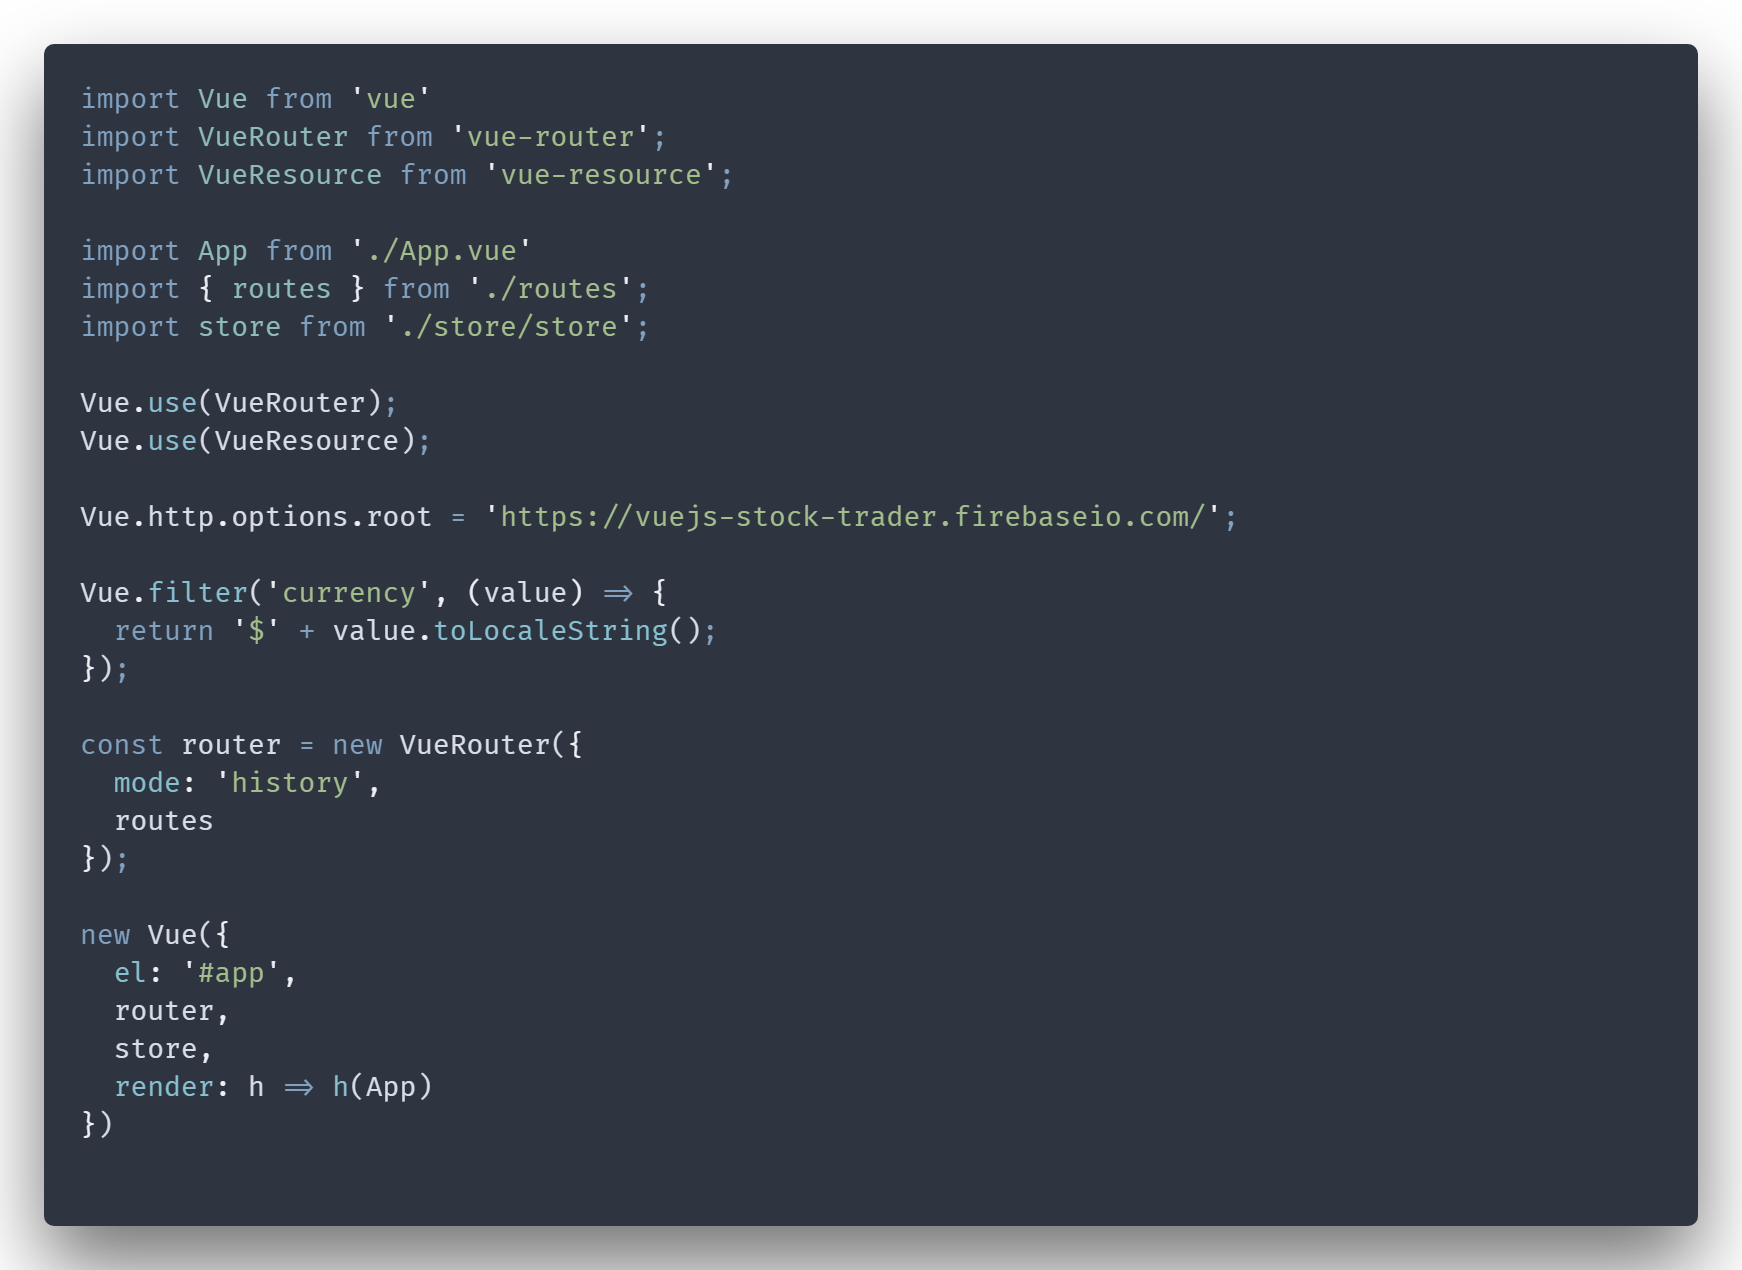 import Vue from 'vue'
import VueRouter from 'vue-router';
import VueResource from 'vue-resource';

import App from './App.vue'
import { routes } from './routes';
import store from './store/store';

Vue.use(VueRouter);
Vue.use(VueResource);

Vue.http.options.root = 'https://vuejs-stock-trader.firebaseio.com/';

Vue.filter('currency', (value) => {
  return '$' + value.toLocaleString();
});

const router = new VueRouter({
  mode: 'history',
  routes
});

new Vue({
  el: '#app',
  router,
  store,
  render: h => h(App)
})